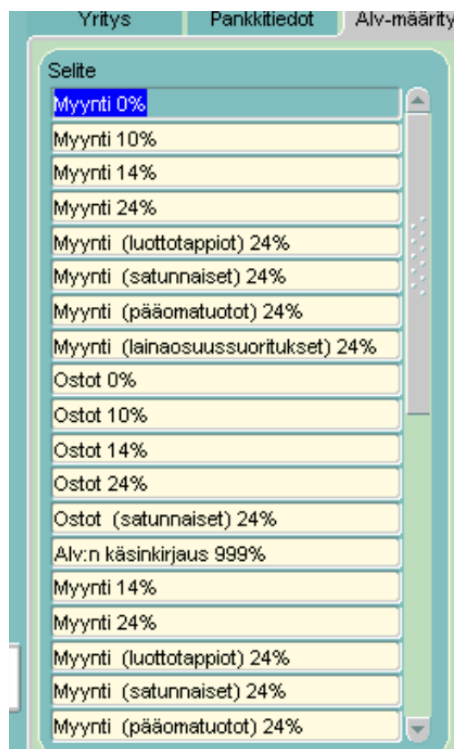 Yritys Pankkitiedot Alv-määrity
Selite
Myynti 0%
Myynti 10%
Myynti 14%
Myynti 24%
Myynti (luottotappiot) 24%
Myynti (satunnaiset) 24%
Myynti (pääomatuotot) 24%
Myynti (lainaosuussuoritukset) 24%
Ostot 0%
Ostot 10%
Ostot 14%
Ostot 24%
Ostot (satunnaiset) 24%
Alv:n käsinkirjaus 999%
Myynti 14%
Myynti 24%
Myynti (luottotappiot) 24%
Myynti (satunnaiset) 24%
Myynti (pääomatuotot) 24%